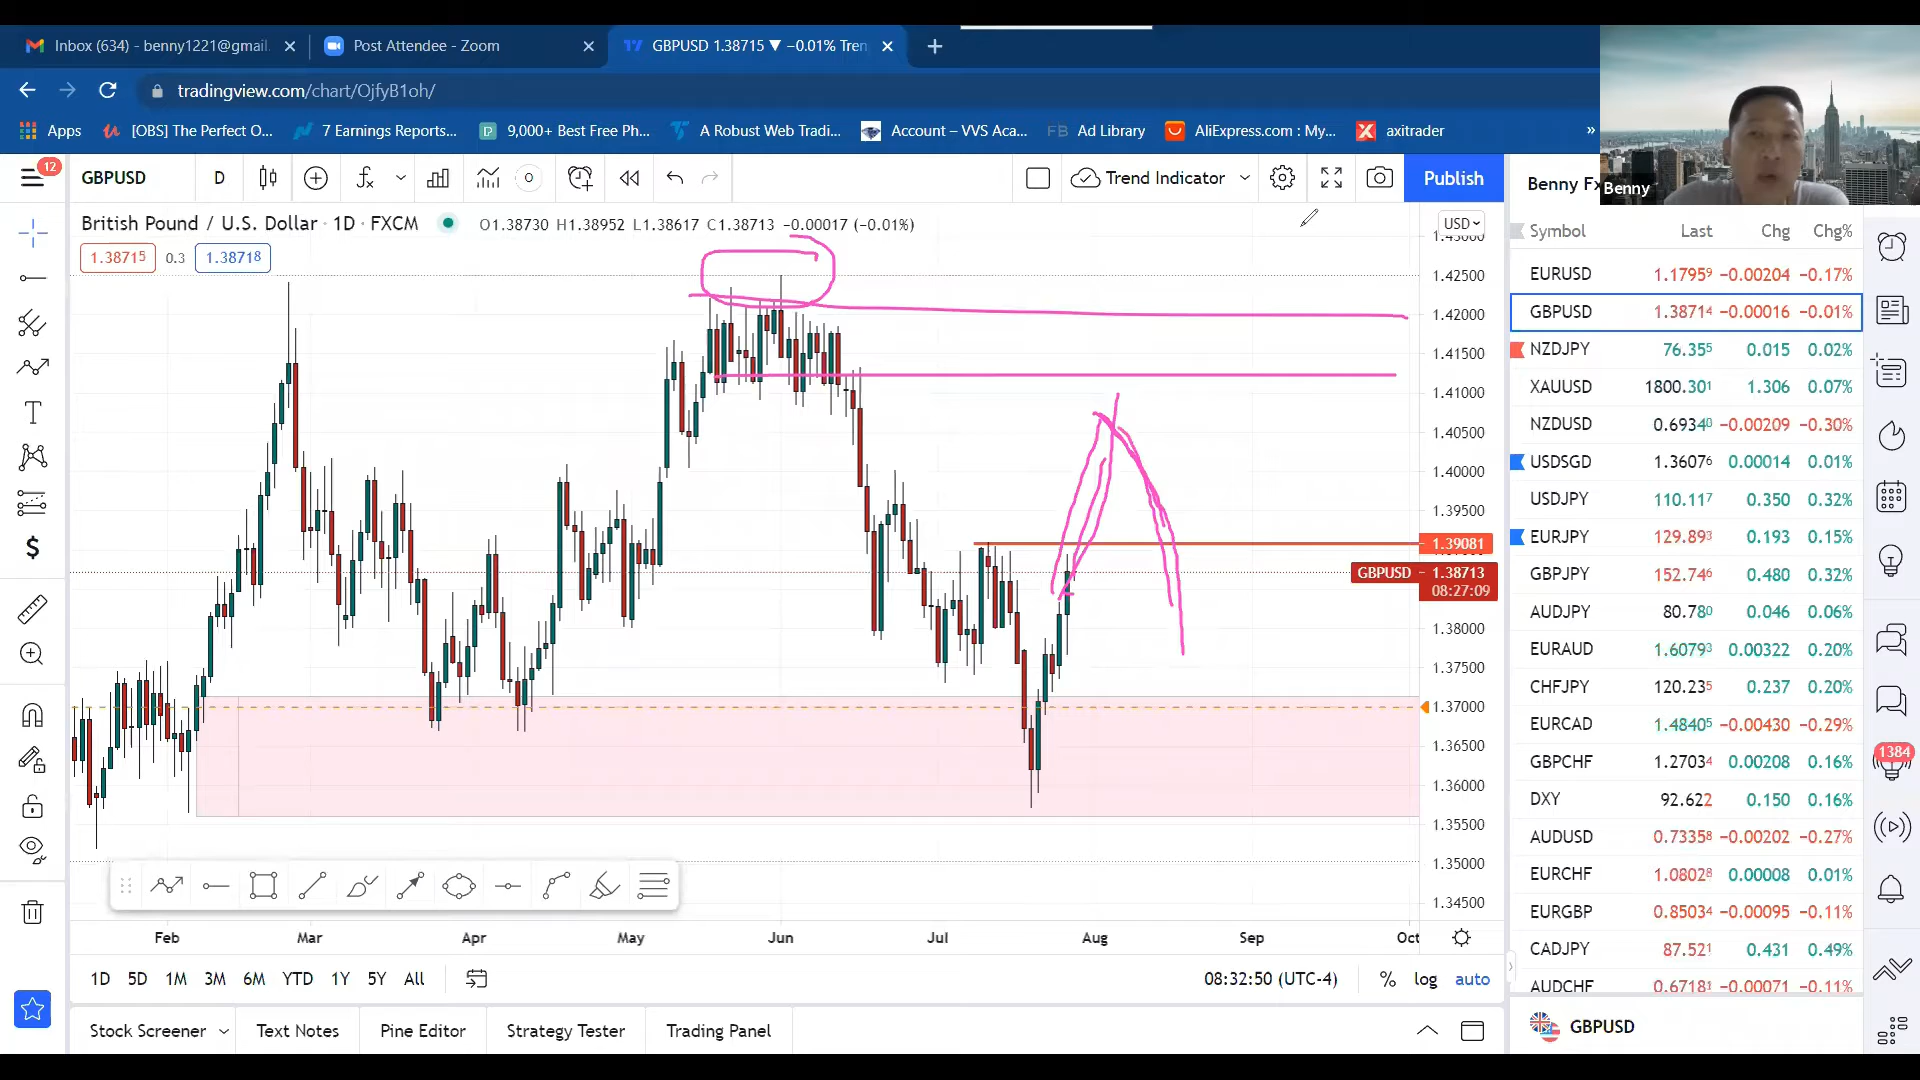 Inbox (634) - benny1221@gmail.
Post Attendee - Zoom
GBPUSD 1.38715 ▼ −0.01% Tren
tradingview.com/chart/OjfyB1oh/
Apps
[OBS] The Perfect O...
7 Earnings Reports...
9,000+ Best Free Ph...
A Robust Web Tradi...
Account – VVS Aca...
FB Ad Library
AliExpress.com : My...
axitrader
»
Benny
12
GBPUSD
D
Trend Indicator
Publish
Benny Fx
British Pound / U.S. Dollar · 1D · FXCM
O1.38730 H1.38952 L1.38617 C1.38713 −0.00017 (−0.01%)
USD
1.38715
0.3
1.38718
1.43000
1.42500
1.42000
1.41500
1.41000
1.40500
1.40000
1.39500
1.39081
GBPUSD 1.38713
08:27:09
1.38000
1.37500
1.37000
1.36500
1.36000
1.35500
1.35000
1.34500
Feb Mar Apr May Jun Jul Aug Sep Oct
1D 5D 1M 3M 6M YTD 1Y 5Y All
08:32:50 (UTC-4)
% log auto
Stock Screener
Text Notes
Pine Editor
Strategy Tester
Trading Panel
Symbol Last Chg Chg%
EURUSD 1.17959 −0.00204 −0.17%
GBPUSD 1.38714 −0.00016 −0.01%
NZDJPY 76.355 0.015 0.02%
XAUUSD 1800.301 1.306 0.07%
NZDUSD 0.69340 −0.00209 −0.30%
USDSGD 1.36076 0.00014 0.01%
USDJPY 110.117 0.350 0.32%
EURJPY 129.893 0.193 0.15%
GBPJPY 152.746 0.480 0.32%
AUDJPY 80.780 0.046 0.06%
EURAUD 1.60793 0.00322 0.20%
CHFJPY 120.235 0.237 0.20%
EURCAD 1.48405 −0.00430 −0.29%
GBPCHF 1.27034 0.00208 0.16%
DXY 92.622 0.150 0.16%
AUDUSD 0.73358 −0.00202 −0.27%
EURCHF 1.08028 0.00008 0.01%
EURGBP 0.85034 −0.00095 −0.11%
CADJPY 87.521 0.431 0.49%
AUDCHF 0.67181 −0.00071 −0.11%
GBPUSD
1384